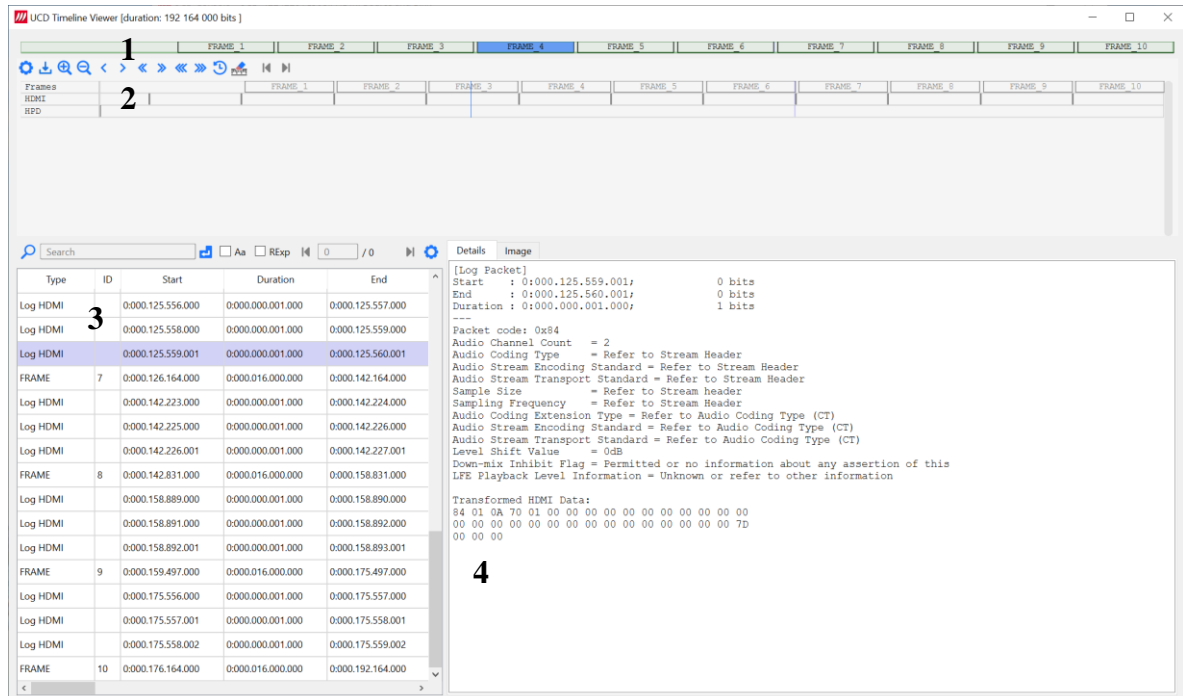 UCD Timeline Viewer [duration: 192 164 000 bits ]
FRAME_1 FRAME_2 FRAME_3 FRAME_4 FRAME_5 FRAME_6 FRAME_7 FRAME_8 FRAME_9 FRAME_10
1
Frames FRAME_1 FRAME_2 FRAME_3 FRAME_4 FRAME_5 FRAME_6 FRAME_7 FRAME_8 FRAME_9 FRAME_10
HDMI
2
HPD
Search Aa RExp 0 / 0
Type ID Start Duration End
Log HDMI 0:000.125.556.000 0:000.000.001.000 0:000.125.557.000
3
Log HDMI 0:000.125.558.000 0:000.000.001.000 0:000.125.559.000
Log HDMI 0:000.125.559.001 0:000.000.001.000 0:000.125.560.001
FRAME 7 0:000.126.164.000 0:000.016.000.000 0:000.142.164.000
Log HDMI 0:000.142.223.000 0:000.000.001.000 0:000.142.224.000
Log HDMI 0:000.142.225.000 0:000.000.001.000 0:000.142.226.000
Log HDMI 0:000.142.226.001 0:000.000.001.000 0:000.142.227.001
FRAME 8 0:000.142.831.000 0:000.016.000.000 0:000.158.831.000
Log HDMI 0:000.158.889.000 0:000.000.001.000 0:000.158.890.000
Log HDMI 0:000.158.891.000 0:000.000.001.000 0:000.158.892.000
Log HDMI 0:000.158.892.001 0:000.000.001.000 0:000.158.893.001
FRAME 9 0:000.159.497.000 0:000.016.000.000 0:000.175.497.000
Log HDMI 0:000.175.556.000 0:000.000.001.000 0:000.175.557.000
Log HDMI 0:000.175.557.001 0:000.000.001.000 0:000.175.558.001
Log HDMI 0:000.175.558.002 0:000.000.001.000 0:000.175.559.002
FRAME 10 0:000.176.164.000 0:000.016.000.000 0:000.192.164.000
Details Image
[Log Packet]
Start : 0:000.125.559.001; 0 bits
End : 0:000.125.560.001; 0 bits
Duration : 0:000.000.001.000; 1 bits
---
Packet code: 0x84
Audio Channel Count = 2
Audio Coding Type = Refer to Stream Header
Audio Stream Encoding Standard = Refer to Stream Header
Audio Stream Transport Standard = Refer to Stream Header
Sample Size = Refer to Stream header
Sampling Frequency = Refer to Stream Header
Audio Coding Extension Type = Refer to Audio Coding Type (CT)
Audio Stream Encoding Standard = Refer to Audio Coding Type (CT)
Audio Stream Transport Standard = Refer to Audio Coding Type (CT)
Level Shift Value = 0dB
Down-mix Inhibit Flag = Permitted or no information about any assertion of this
LFE Playback Level Information = Unknown or refer to other information
Transformed HDMI Data:
84 01 0A 70 01 00 00 00 00 00 00 00 00 00 00 00
00 00 00 00 00 00 00 00 00 00 00 00 00 00 00 7D
00 00 00
4